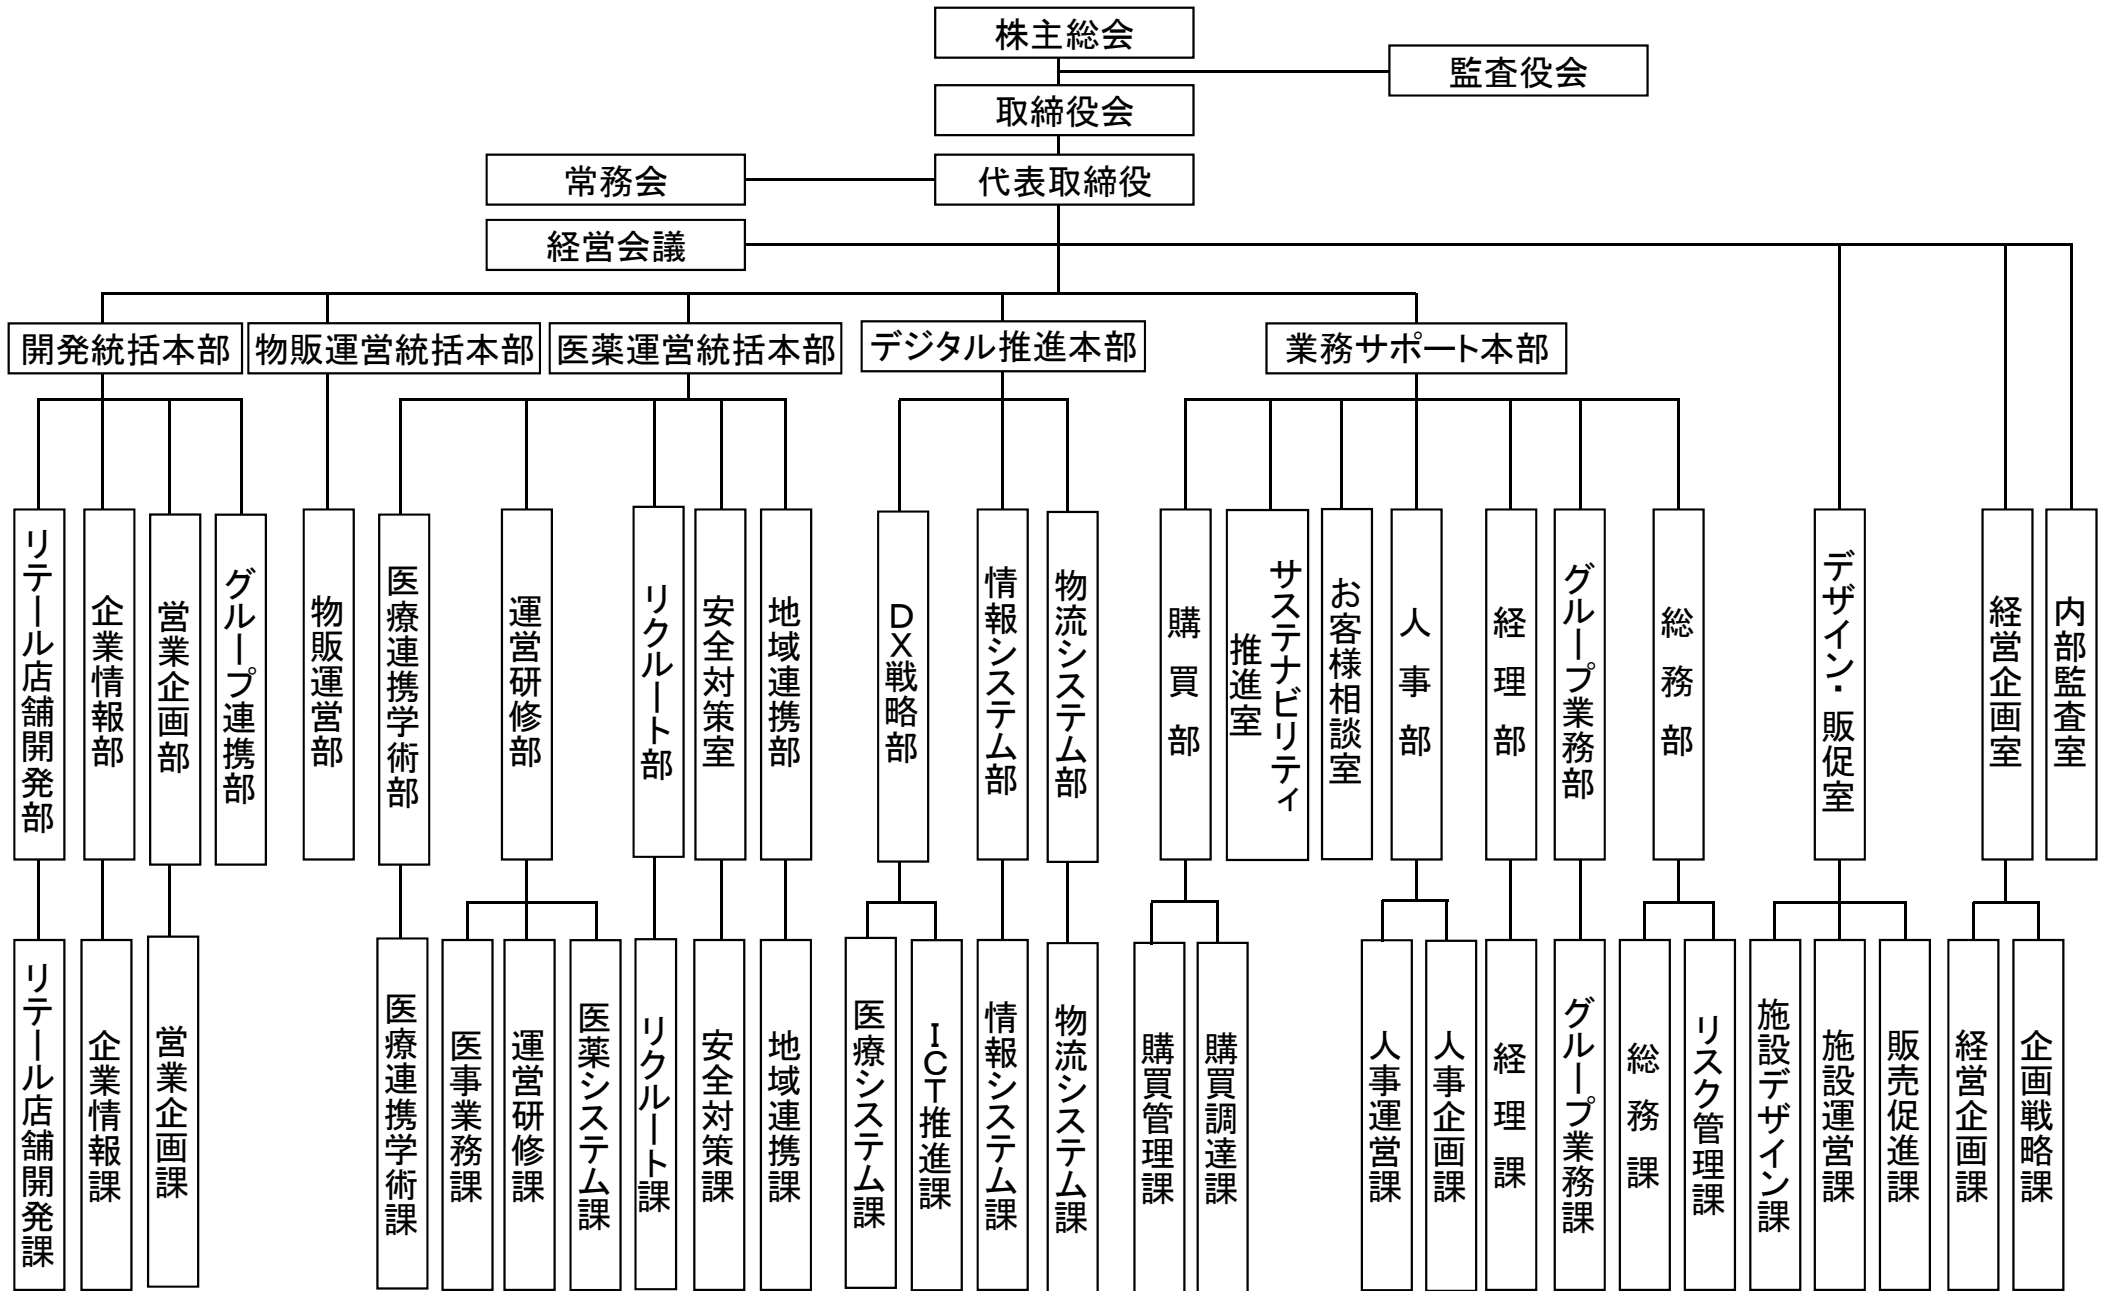 株主総会
監査役会
取締役会
常務会
代表取締役
経営会議
開発統括本部
物販運営統括本部
医薬運営統括本部
デジタル推進本部
業務サポート本部
リテール店舗開発部
企業情報部
営業企画部
グループ連携部
物販運営部
医療連携学術部
運営研修部
リクルート部
安全対策室
地域連携部
DX戦略部
情報システム部
物流システム部
購買部
サステナビリティ
推進室
お客様相談室
人事部
経理部
グループ業務部
総務部
デザイン・販促室
経営企画室
内部監査室
リテール店舗開発課
企業情報課
営業企画課
医療連携学術課
医事業務課
運営研修課
医薬システム課
リクルート課
安全対策課
地域連携課
医療システム課
ICT推進課
情報システム課
物流システム課
購買管理課
購買調達課
人事運営課
人事企画課
経理課
グループ業務課
総務課
リスク管理課
施設デザイン課
施設運営課
販売促進課
経営企画課
企画戦略課